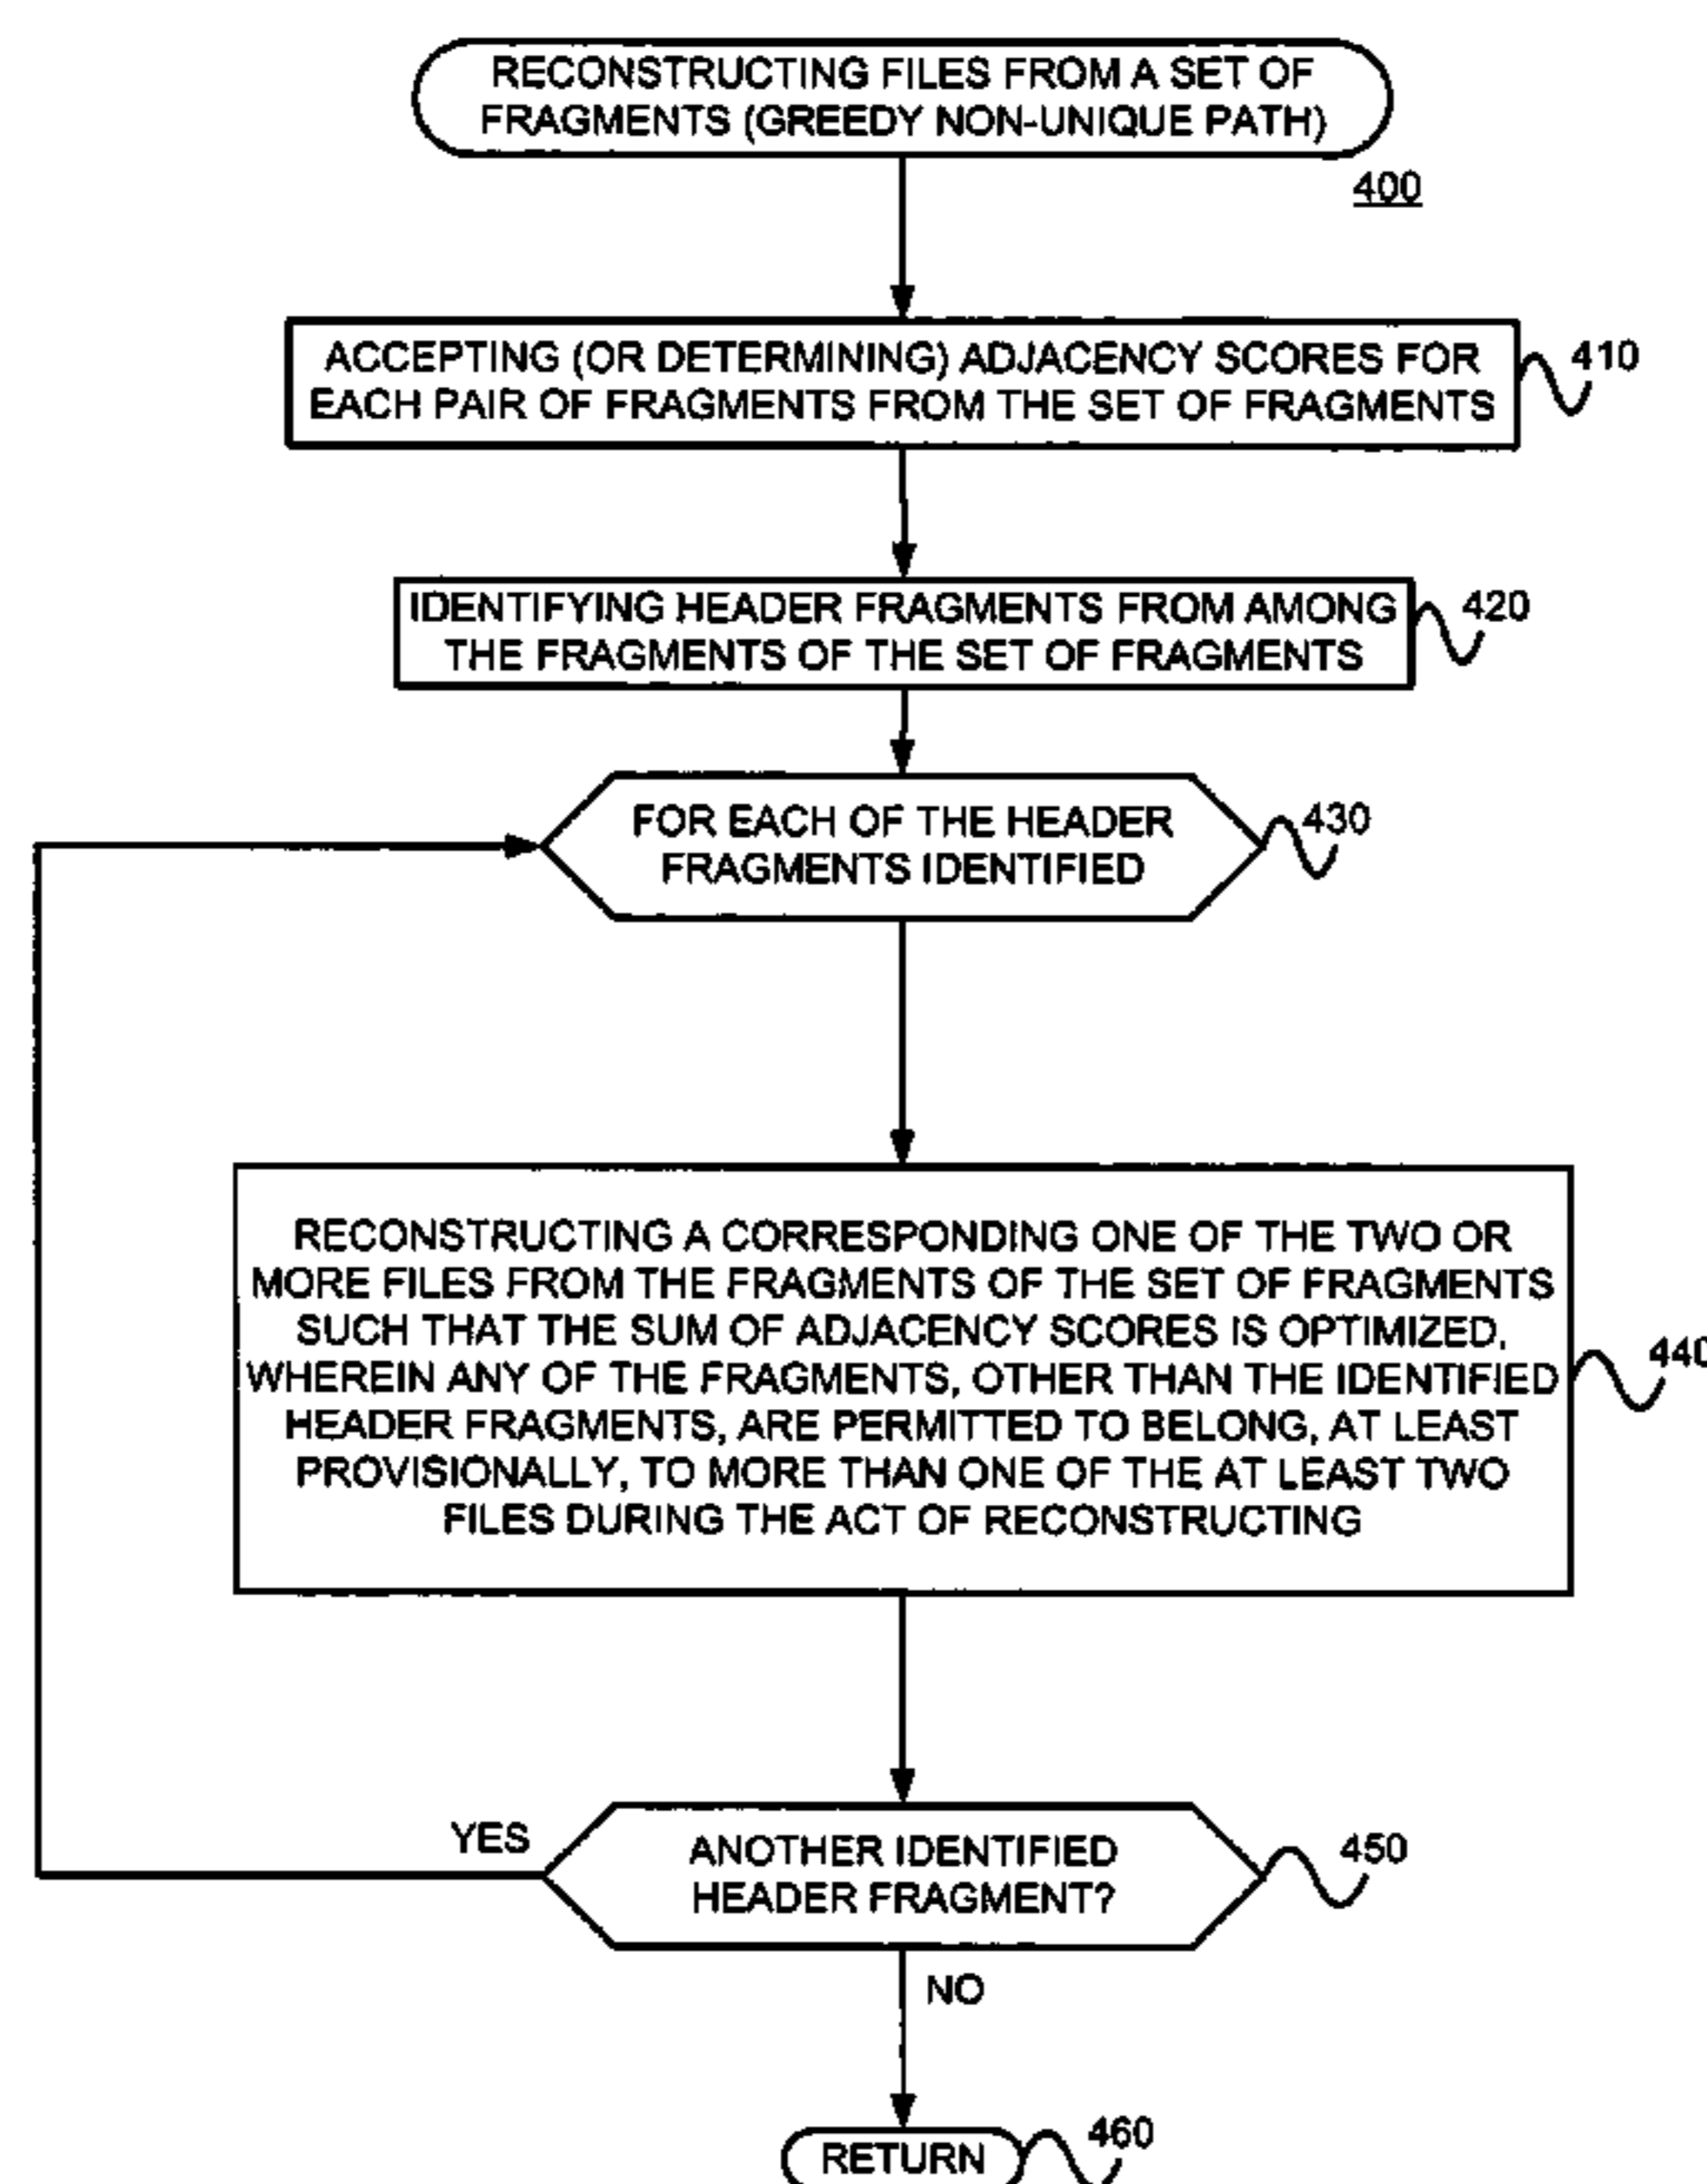 RECONSTRUCTING FILES FROM A SET OF
FRAGMENTS (GREEDY NON-UNIQUE PATH)
400
ACCEPTING (OR DETERMINING) ADJACENCY SCORES FOR
EACH PAIR OF FRAGMENTS FROM THE SET OF FRAGMENTS
410
IDENTIFYING HEADER FRAGMENTS FROM AMONG
THE FRAGMENTS OF THE SET OF FRAGMENTS
420
FOR EACH OF THE HEADER
FRAGMENTS IDENTIFIED
430
RECONSTRUCTING A CORRESPONDING ONE OF THE TWO OR
MORE FILES FROM THE FRAGMENTS OF THE SET OF FRAGMENTS
SUCH THAT THE SUM OF ADJACENCY SCORES IS OPTIMIZED,
WHEREIN ANY OF THE FRAGMENTS, OTHER THAN THE IDENTIFIED
HEADER FRAGMENTS, ARE PERMITTED TO BELONG, AT LEAST
PROVISIONALLY, TO MORE THAN ONE OF THE AT LEAST TWO
FILES DURING THE ACT OF RECONSTRUCTING
440
YES
ANOTHER IDENTIFIED
HEADER FRAGMENT?
450
NO
RETURN
460